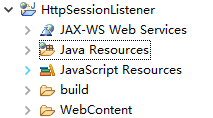 HttpSessionListener
JAX-WS Web Services
Java Resources
JavaScript Resources
build
WebContent